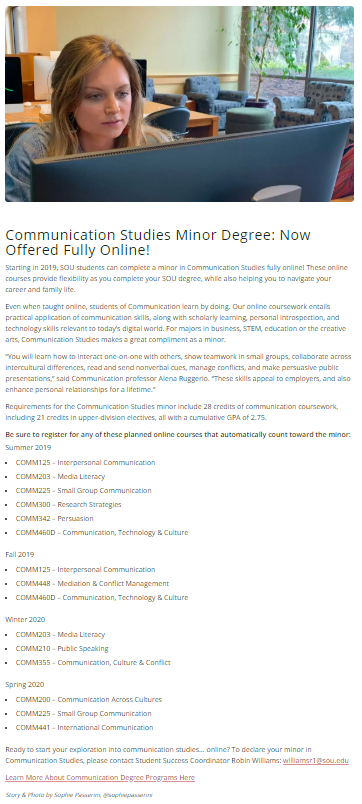 Communication Studies Minor Degree: Now
Offered Fully Online!
Starting in 2019, SOU students can complete a minor in Communication Studies fully online! These online
courses provide flexibility as you complete your SOU degree, while also helping you to navigate your
career and family life.
Even when taught online, students of Communication learn by doing. Our online coursework entails
practical application of communication skills, along with scholarly learning, personal introspection, and
technology skills relevant to today's digital world. For majors in business, STEM, education or the creative
arts, Communication Studies makes a great compliment as a minor.
"You will learn how to interact one-on-one with others, show teamwork in small groups, collaborate across
intercultural differences, read and send nonverbal cues, manage conflicts, and make persuasive public
presentations," said Communication professor Alena Ruggerio. "These skills appeal to employers, and also
enhance personal relationships for a lifetime."
Requirements for the Communication Studies minor include 28 credits of communication coursework,
including 21 credits in upper-division electives, all with a cumulative GPA of 2.75.
Be sure to register for any of these planned online courses that automatically count toward the minor:
Summer 2019
• COMM125 – Interpersonal Communication
• COMM203 – Media Literacy
• COMM225 – Small Group Communication
• COMM300 – Research Strategies
• COMM342 – Persuasion
• COMM460D – Communication, Technology & Culture
Fall 2019
• COMM125 – Interpersonal Communication
• COMM448 – Mediation & Conflict Management
• COMM460D – Communication, Technology & Culture
Winter 2020
• COMM203 – Media Literacy
• COMM210 – Public Speaking
• COMM355 – Communication, Culture & Conflict
Spring 2020
• COMM200 – Communication Across Cultures
• COMM225 – Small Group Communication
• COMM441 – International Communication
Ready to start your exploration into communication studies... online? To declare your minor in
Communication Studies, please contact Student Success Coordinator Robin Williams: williamsr1@sou.edu
Learn More About Communication Degree Programs Here
Story & Photo by Sophie Passerini, @sophiepasserini